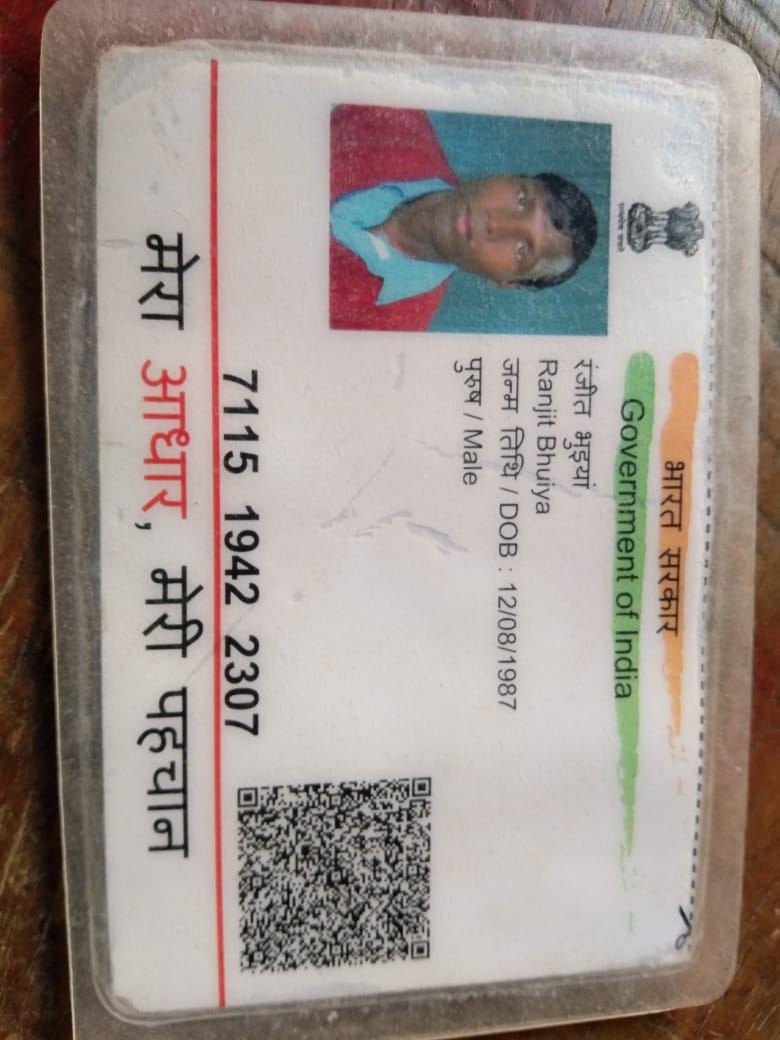 भारत सरकार
Government of India
सत्यमेव जयते
रंजीत भुइयां
Ranjit Bhuiya
जन्म तिथि / DOB : 12/08/1987
पुरुष / Male
7115 1942 2307
मेरा आधार, मेरी पहचान